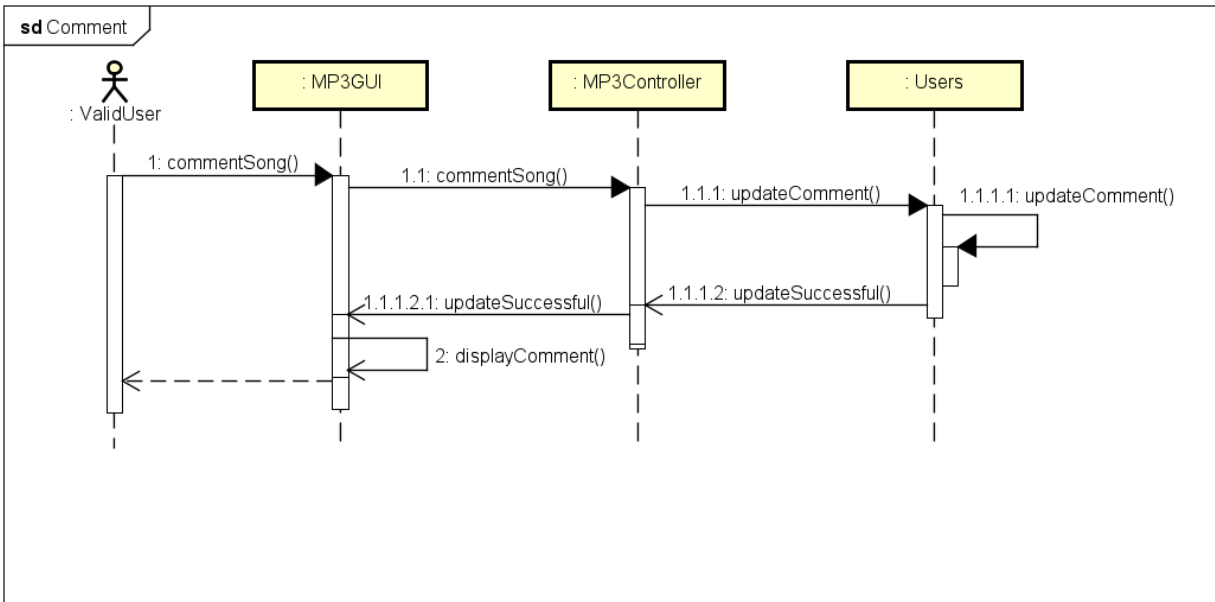 sd Comment
: ValidUser
: MP3GUI
: MP3Controller
: Users
1: commentSong()
1.1: commentSong()
1.1.1: updateComment()
1.1.1.1: updateComment()
1.1.1.2: updateSuccessful()
1.1.1.2.1: updateSuccessful()
2: displayComment()